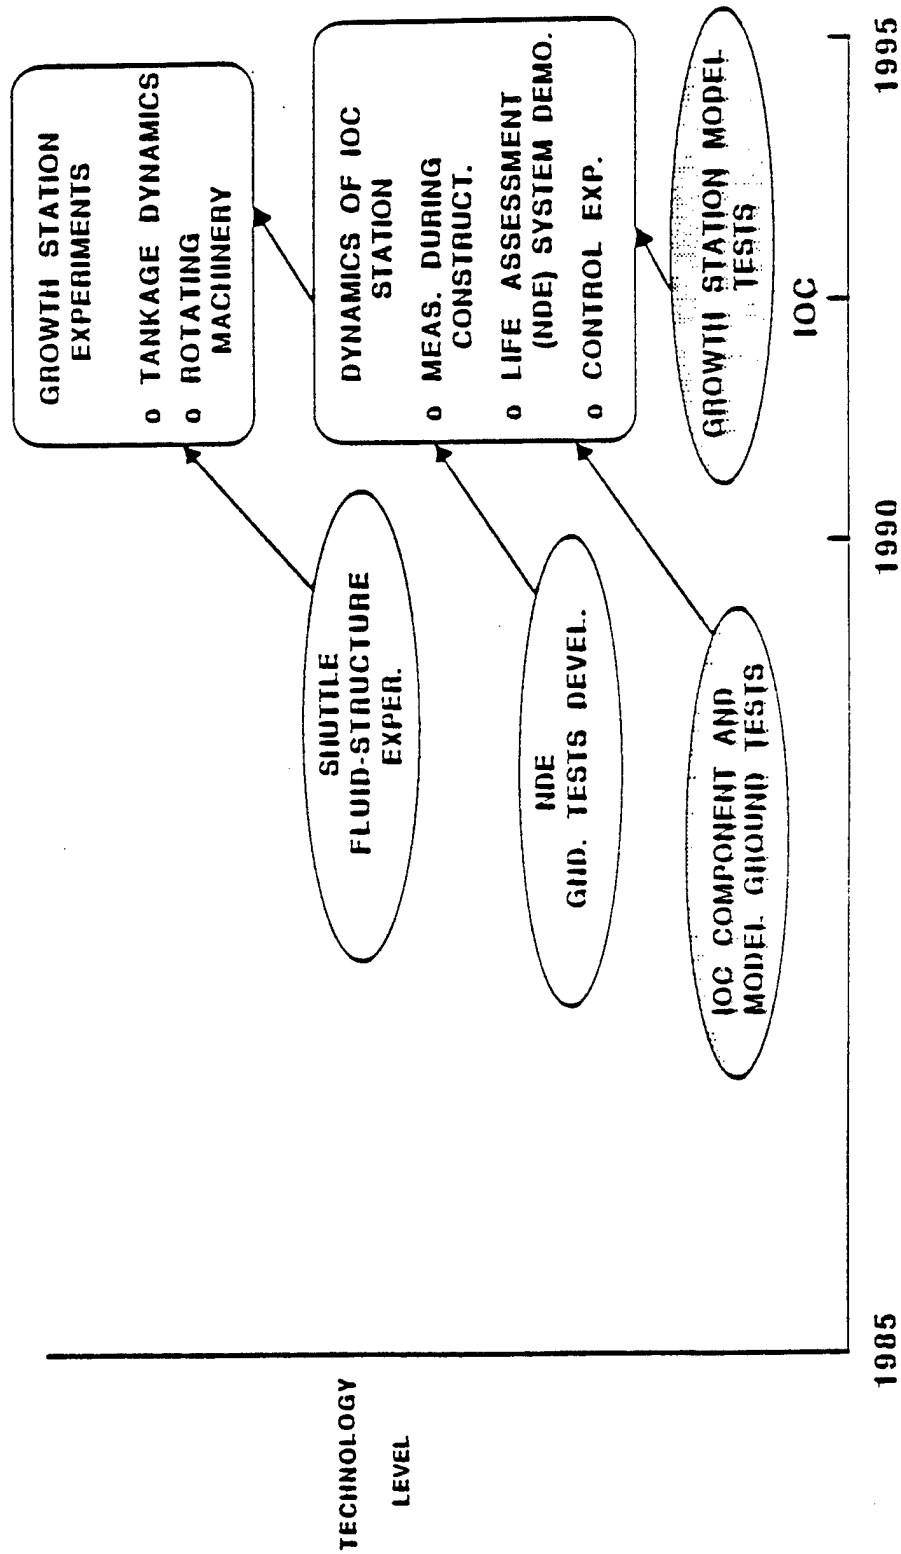 GROWTH STATION
EXPERIMENTS
o TANKAGE DYNAMICS
o ROTATING
MACHINERY
SHUTTLE
FLUID-STRUCTURE
EXPER.
DYNAMICS OF IOC
STATION
o MEAS. DURING
CONSTRUCT.
o LIFE ASSESSMENT
(NDE) SYSTEM DEMO.
o CONTROL EXP.
NDE
GND. TESTS DEVEL.
IOC COMPONENT AND
MODEL GROUND TESTS
GROWTH STATION MODEL
TESTS
TECHNOLOGY
LEVEL
IOC
1985
1990
1995